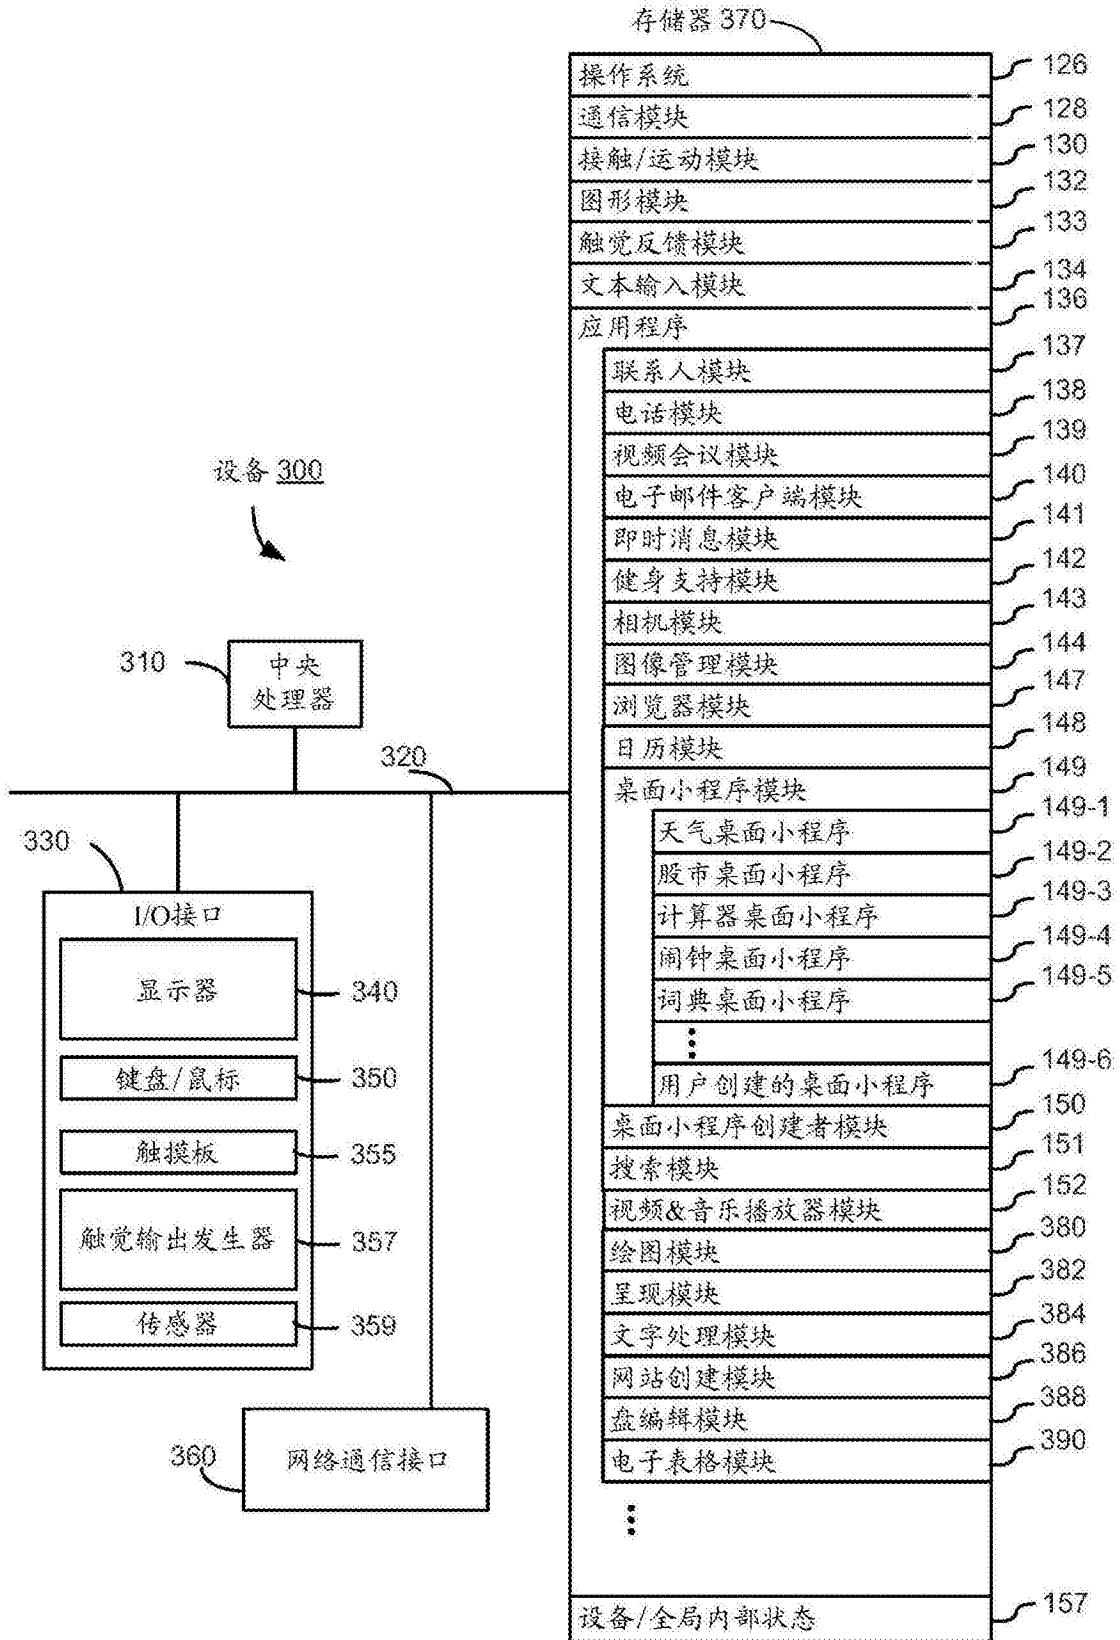 存储器 370
操作系统 126
通信模块 128
接触/运动模块 130
图形模块 132
触觉反馈模块 133
文本输入模块 134
应用程序 136
联系人模块 137
电话模块 138
视频会议模块 139
电子邮件客户端模块 140
即时消息模块 141
健身支持模块 142
相机模块 143
图像管理模块 144
浏览器模块 147
日历模块 148
桌面小程序模块 149
天气桌面小程序 149-1
股市桌面小程序 149-2
计算器桌面小程序 149-3
闹钟桌面小程序 149-4
词典桌面小程序 149-5
用户创建的桌面小程序 149-6
桌面小程序创建者模块 150
搜索模块 151
视频&音乐播放器模块 152
绘图模块 380
呈现模块 382
文字处理模块 384
网站创建模块 386
盘编辑模块 388
电子表格模块 390
设备/全局内部状态 157
设备 300
310
中央
处理器
320
330
I/O接口
显示器 340
键盘/鼠标 350
触摸板 355
触觉输出发生器 357
传感器 359
360
网络通信接口